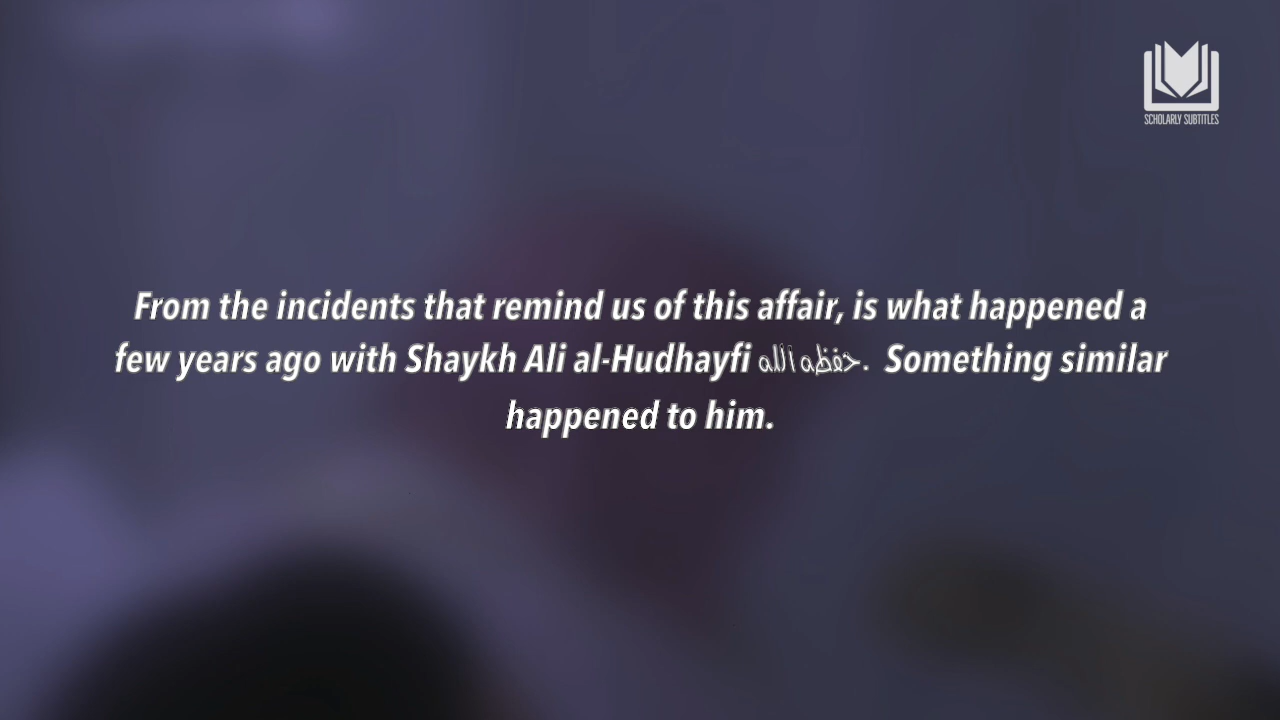 SCHOLARLY SUBTITLES
From the incidents that remind us of this affair, is what happened a
few years ago with Shaykh Ali al-Hudhayfi حفظه الله. Something similar
happened to him.